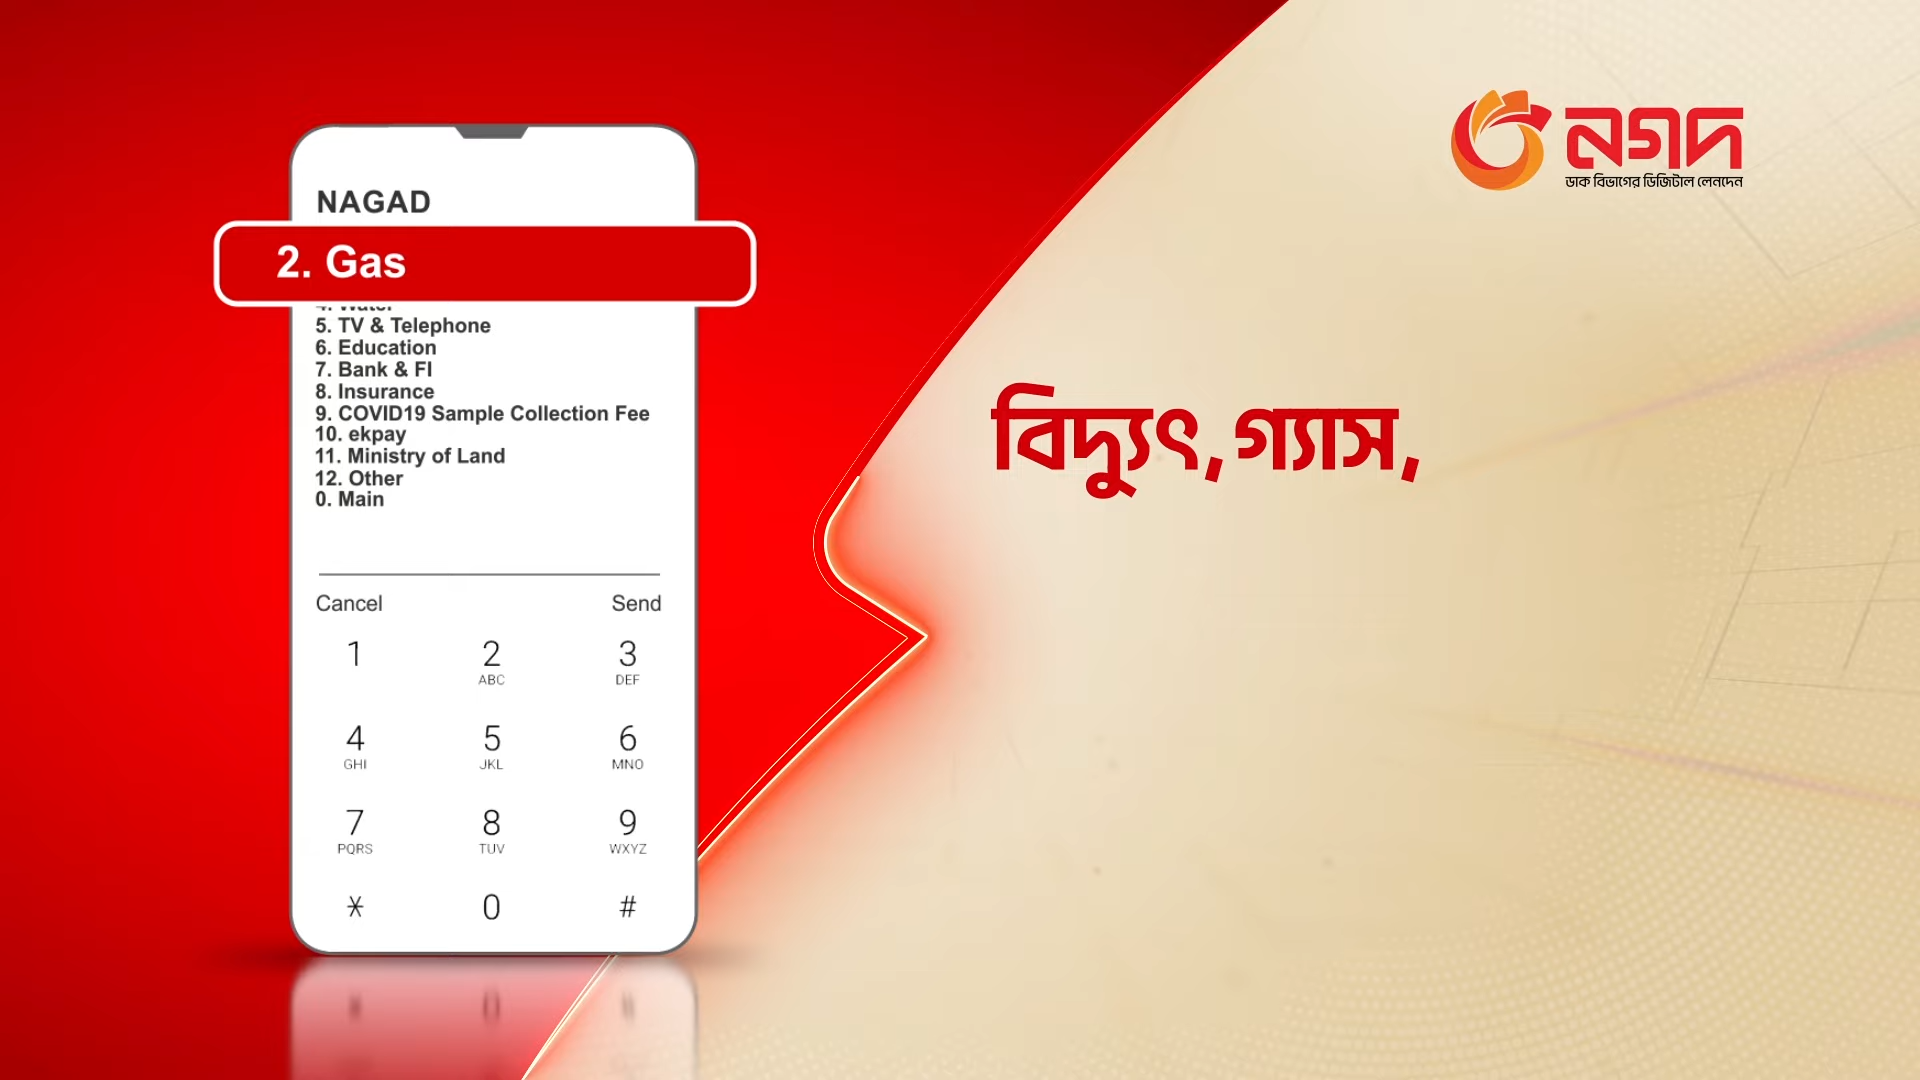 NAGAD
2. Gas
4. Water
5. TV & Telephone
6. Education
7. Bank & FI
8. Insurance
9. COVID19 Sample Collection Fee
10. ekpay
11. Ministry of Land
12. Other
0. Main
Cancel Send
1 2 3
ABC DEF
4 5 6
GHI JKL MNO
7 8 9
PQRS TUV WXYZ
* 0 #
নগদ
ডাক বিভাগের ডিজিটাল লেনদেন
বিদ্যুৎ, গ্যাস,